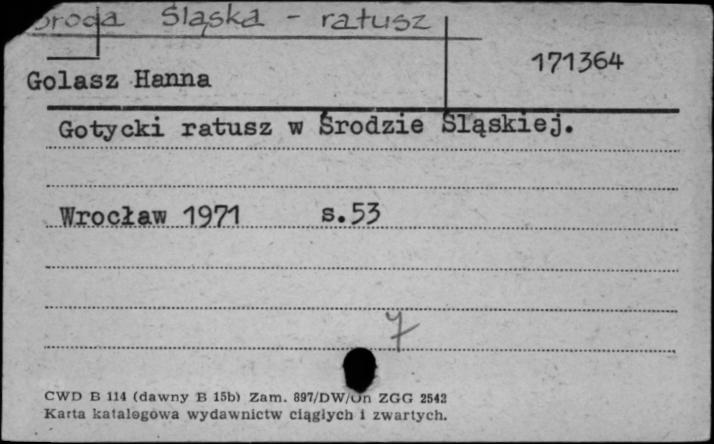 Środa Śląska - ratusz
171364
Golasz Hanna
Gotycki ratusz w Środzie Śląskiej.
Wrocław 1971 s.53
7
CWD B 114 (dawny B 15b) Zam. 897/DW/Un ZGG 2542
Karta katalogowa wydawnictw ciągłych i zwartych.